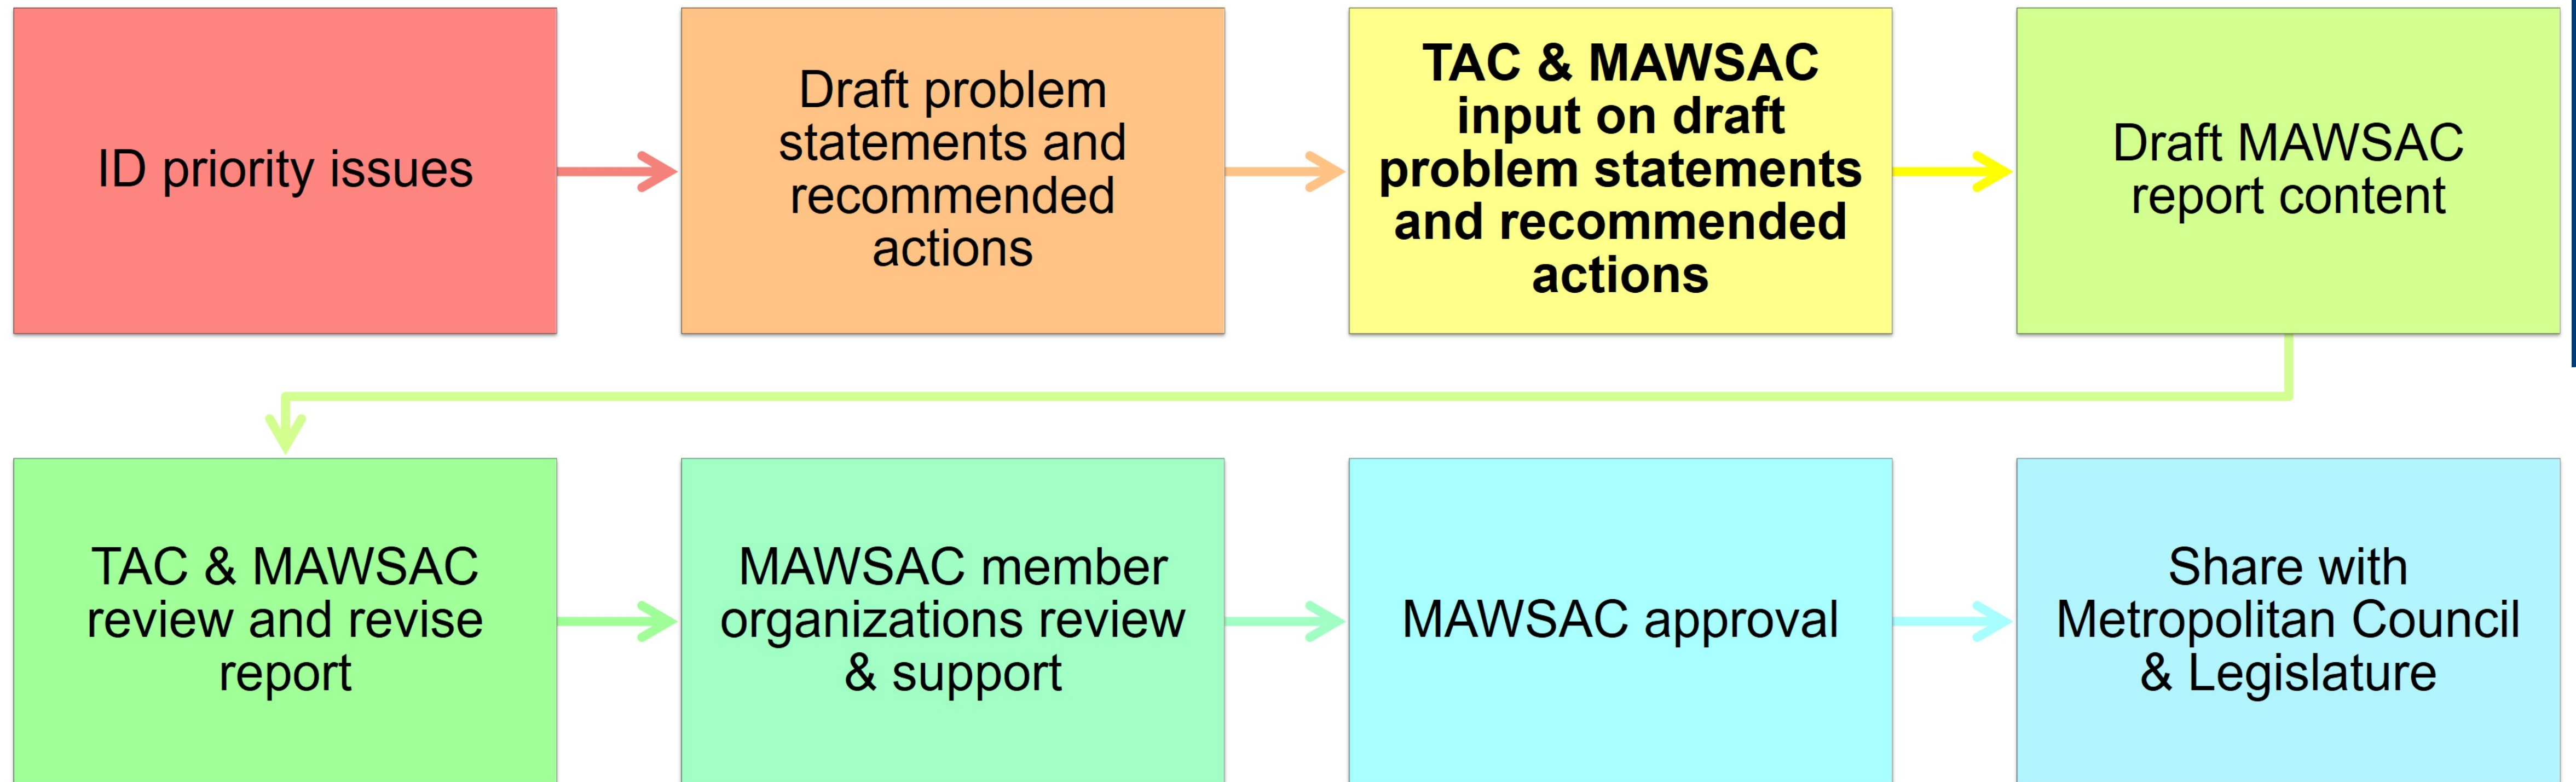 ID priority issues
Draft problem
statements and
recommended
actions
TAC & MAWSAC
input on draft
problem statements
and recommended
actions
Draft MAWSAC
report content
TAC & MAWSAC
review and revise
report
MAWSAC member
organizations review
& support
MAWSAC approval
Share with
Metropolitan Council
& Legislature